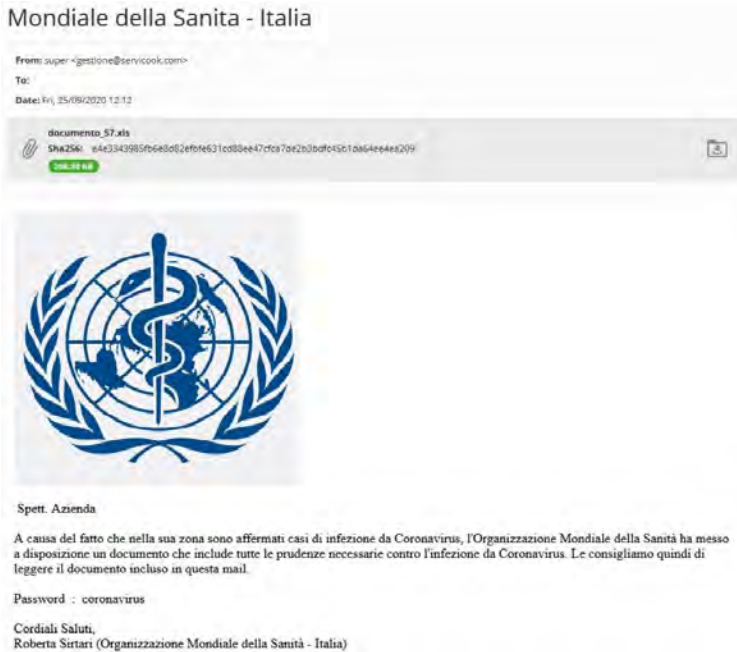 Mondiale della Sanita - Italia
From: super <gestione@servicook.com>
To:
Date: Fri, 25/09/2020 12:12
documento_57.xls
Sha256:
Spett. Azienda
A causa del fatto che nella sua zona sono affermati casi di infezione da Coronavirus, l'Organizzazione Mondiale della Sanità ha messo
a disposizione un documento che include tutte le prudenze necessarie contro l'infezione da Coronavirus. Le consigliamo quindi di
leggere il documento incluso in questa mail.
Password : coronavirus
Cordiali Saluti,
Roberta Sirtari (Organizzazione Mondiale della Sanità - Italia)